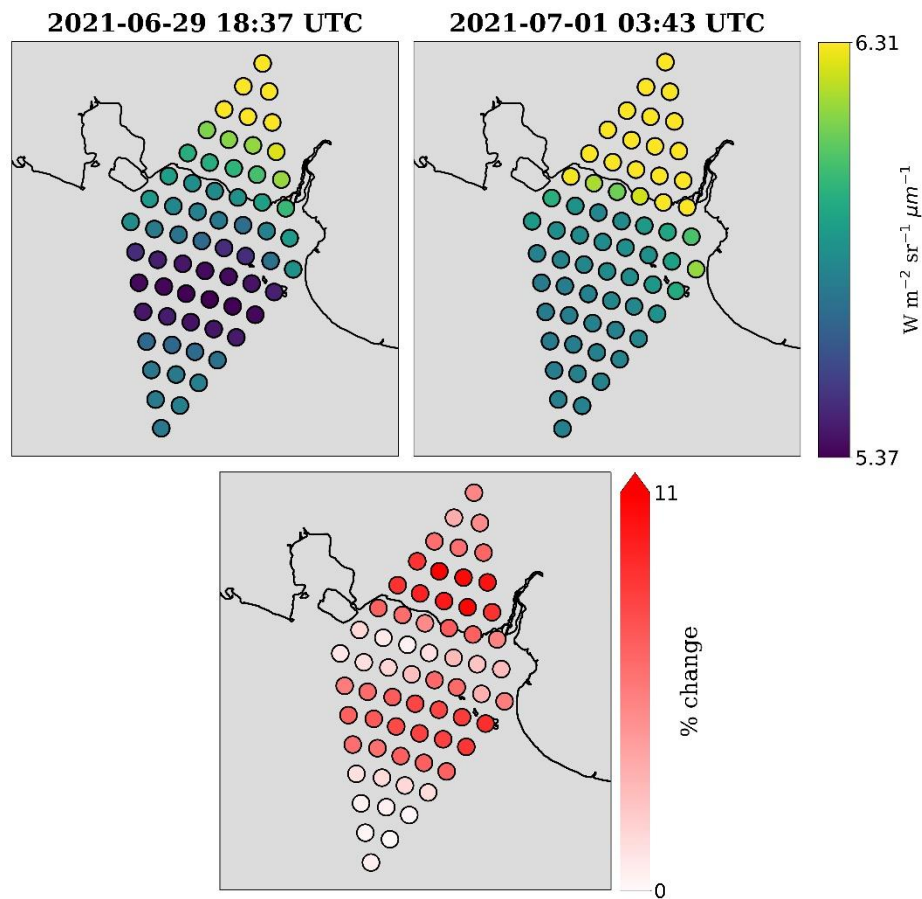 2021-06-29 18:37 UTC
2021-07-01 03:43 UTC
6.31
W m⁻² sr⁻¹ μm⁻¹
5.37
11
% change
0